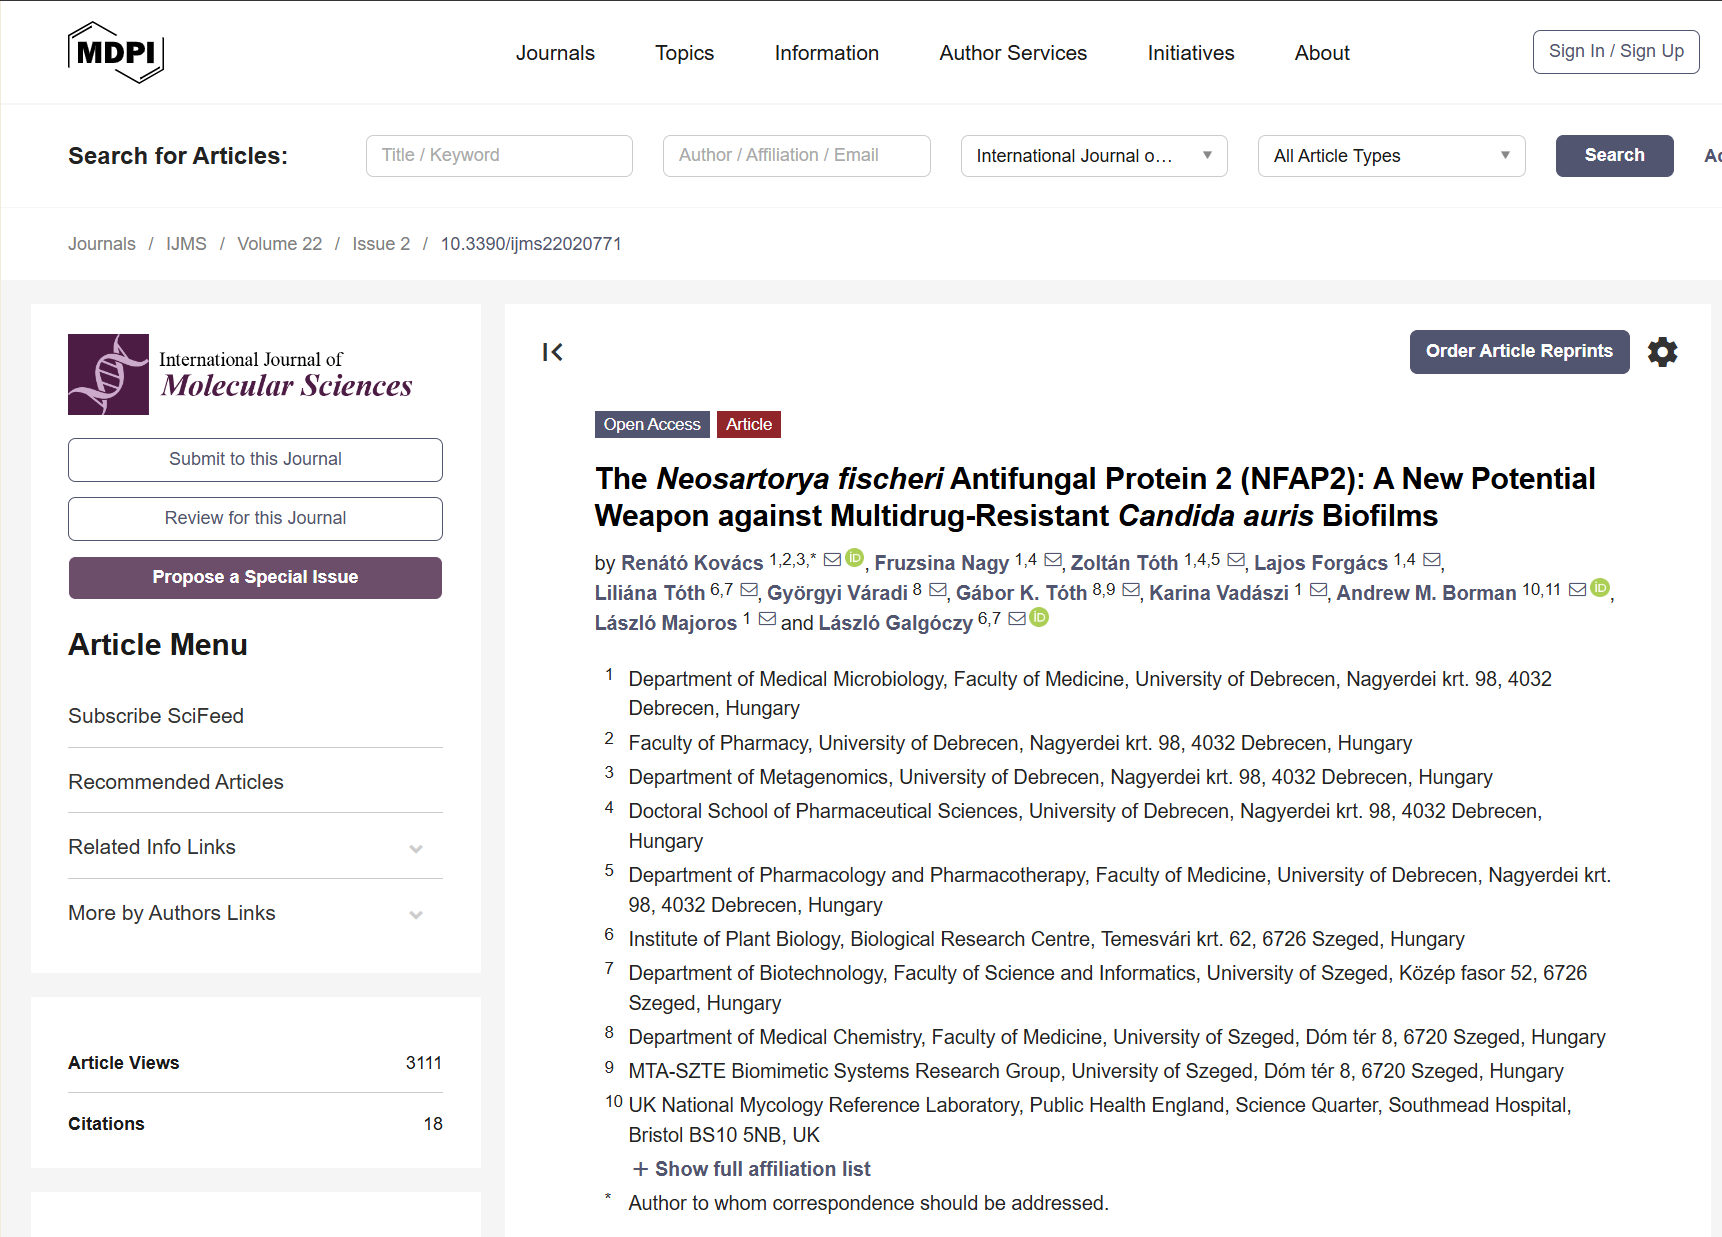 MDPI
Journals
Topics
Information
Author Services
Initiatives
About
Sign In / Sign Up
Search for Articles:
Title / Keyword
Author / Affiliation / Email
International Journal o...
All Article Types
Search
Journals / IJMS / Volume 22 / Issue 2 / 10.3390/ijms22020771
International Journal of
Molecular Sciences
Submit to this Journal
Review for this Journal
Propose a Special Issue
Article Menu
Subscribe SciFeed
Recommended Articles
Related Info Links
More by Authors Links
Article Views 3111
Citations 18
Order Article Reprints
Open Access Article
The Neosartorya fischeri Antifungal Protein 2 (NFAP2): A New Potential
Weapon against Multidrug-Resistant Candida auris Biofilms
by Renátó Kovács 1,2,3,* iD, Fruzsina Nagy 1,4, Zoltán Tóth 1,4,5, Lajos Forgács 1,4,
Liliána Tóth 6,7, Györgyi Váradi 8, Gábor K. Tóth 8,9, Karina Vadászi 1, Andrew M. Borman 10,11 iD,
László Majoros 1 and László Galgóczy 6,7 iD
1 Department of Medical Microbiology, Faculty of Medicine, University of Debrecen, Nagyerdei krt. 98, 4032
Debrecen, Hungary
2 Faculty of Pharmacy, University of Debrecen, Nagyerdei krt. 98, 4032 Debrecen, Hungary
3 Department of Metagenomics, University of Debrecen, Nagyerdei krt. 98, 4032 Debrecen, Hungary
4 Doctoral School of Pharmaceutical Sciences, University of Debrecen, Nagyerdei krt. 98, 4032 Debrecen,
Hungary
5 Department of Pharmacology and Pharmacotherapy, Faculty of Medicine, University of Debrecen, Nagyerdei krt.
98, 4032 Debrecen, Hungary
6 Institute of Plant Biology, Biological Research Centre, Temesvári krt. 62, 6726 Szeged, Hungary
7 Department of Biotechnology, Faculty of Science and Informatics, University of Szeged, Közép fasor 52, 6726
Szeged, Hungary
8 Department of Medical Chemistry, Faculty of Medicine, University of Szeged, Dóm tér 8, 6720 Szeged, Hungary
9 MTA-SZTE Biomimetic Systems Research Group, University of Szeged, Dóm tér 8, 6720 Szeged, Hungary
10 UK National Mycology Reference Laboratory, Public Health England, Science Quarter, Southmead Hospital,
Bristol BS10 5NB, UK
+ Show full affiliation list
* Author to whom correspondence should be addressed.